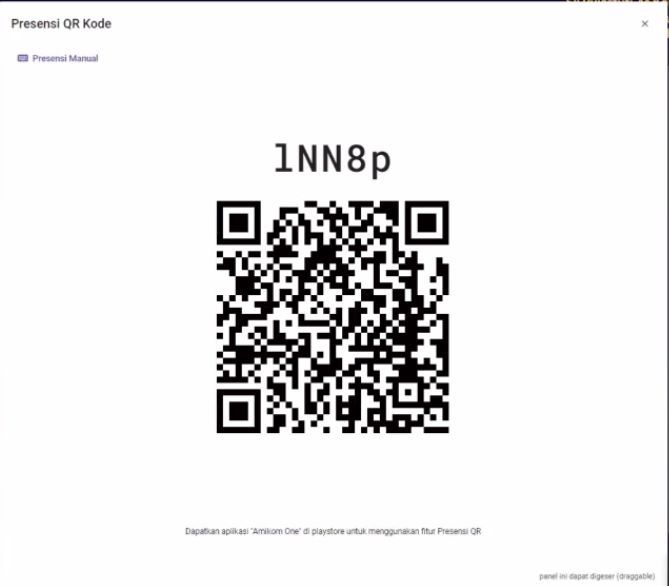 Presensi QR Kode
Presensi Manual
lNN8p
Dapatkan aplikasi "Amikom One" di playstore untuk menggunakan fitur Presensi QR
panel ini dapat digeser (draggable)